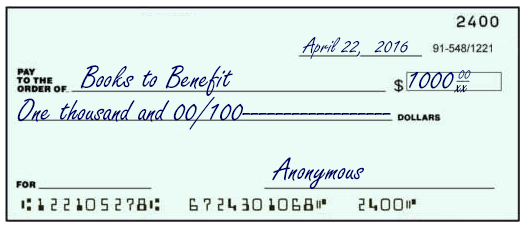 2400
April 22, 2016 91-548/1221
PAY
TO THE
ORDER OF Books to Benefit $ 1000 00/xx
One thousand and 00/100------------------- DOLLARS
Anonymous
FOR
⑆122105278⑆ 6724301068⑈ 2400⑈